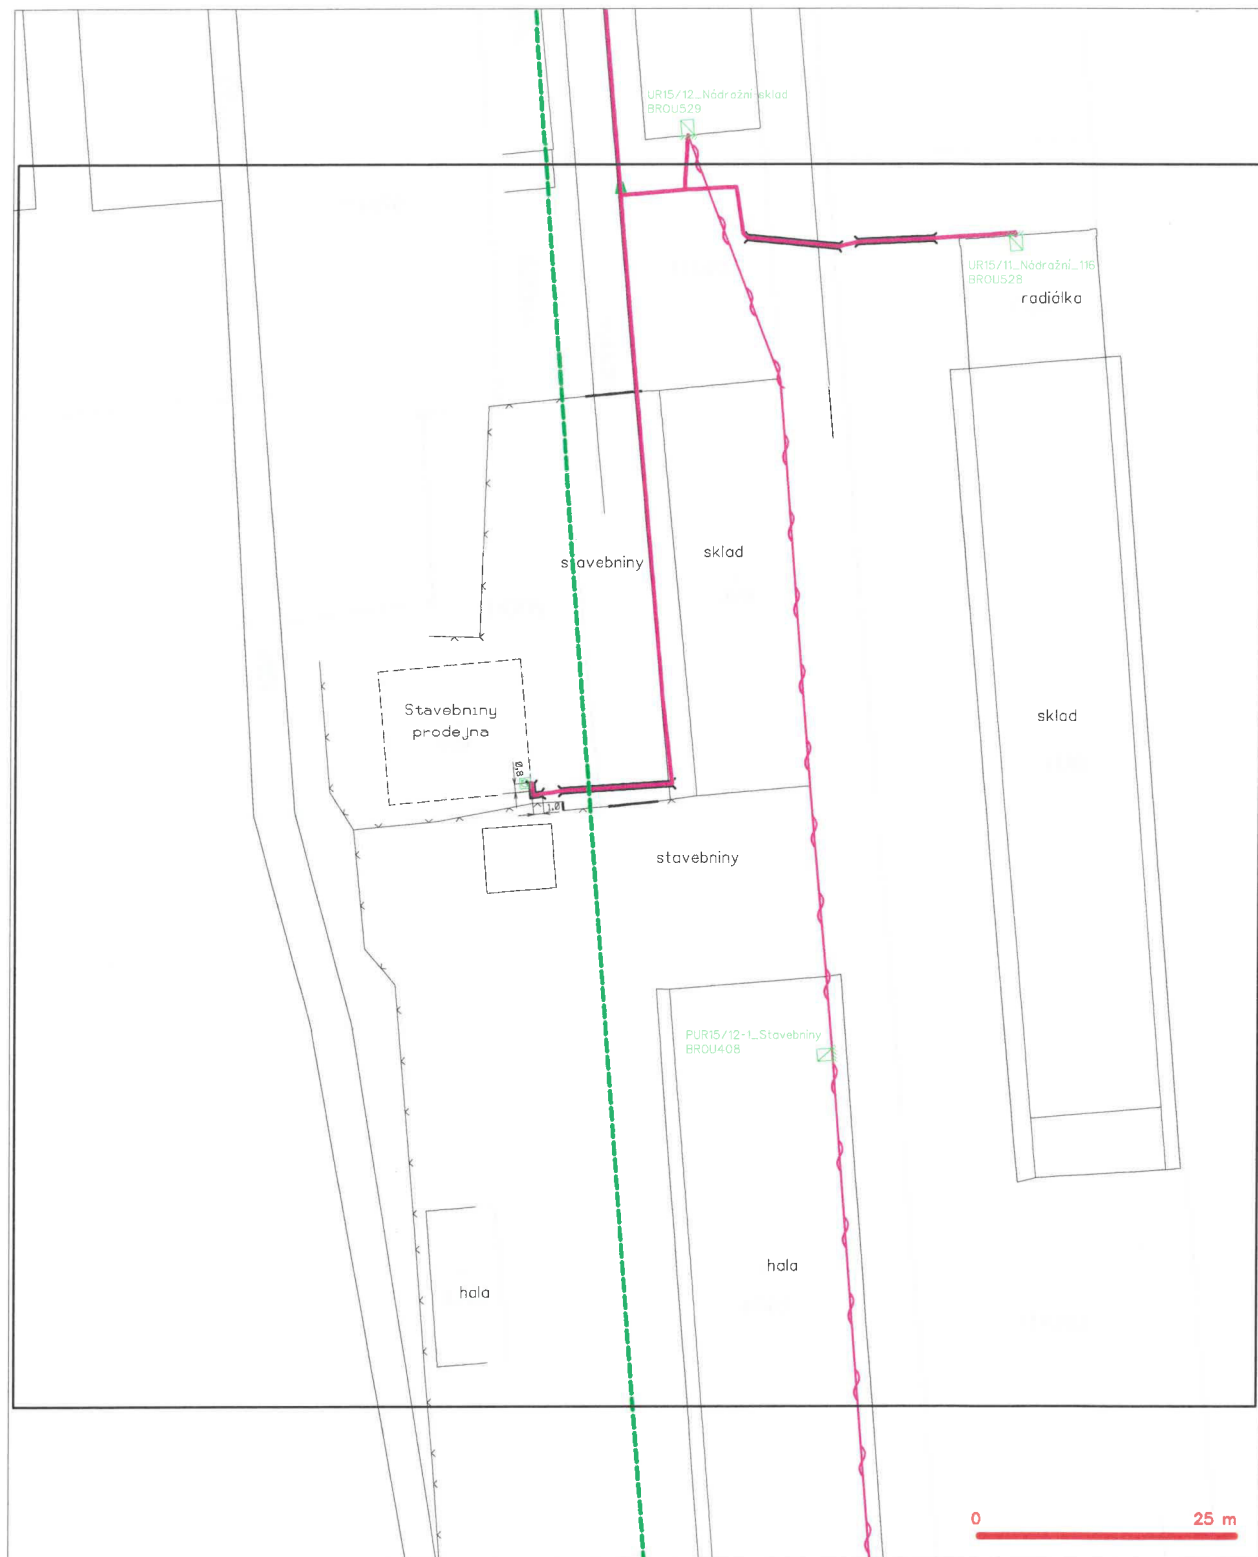 UR15/12_Nádražní sklad
BROU529
UR15/11_Nádražní_116
BROU528
radiálka
stavebniny
sklad
Stavebniny
prodejna
sklad
0,8
1,0
stavebniny
PUR15/12-1_Stavebniny
BROU408
hala
hala
0
25 m